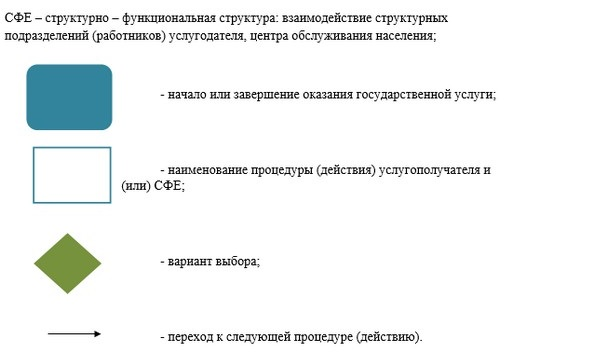 СФЕ – структурно – функциональная структура: взаимодействие структурных
подразделений (работников) услугодателя, центра обслуживания населения;
- начало или завершение оказания государственной услуги;
- наименование процедуры (действия) услугополучателя и
(или) СФЕ;
- вариант выбора;
- переход к следующей процедуре (действию).